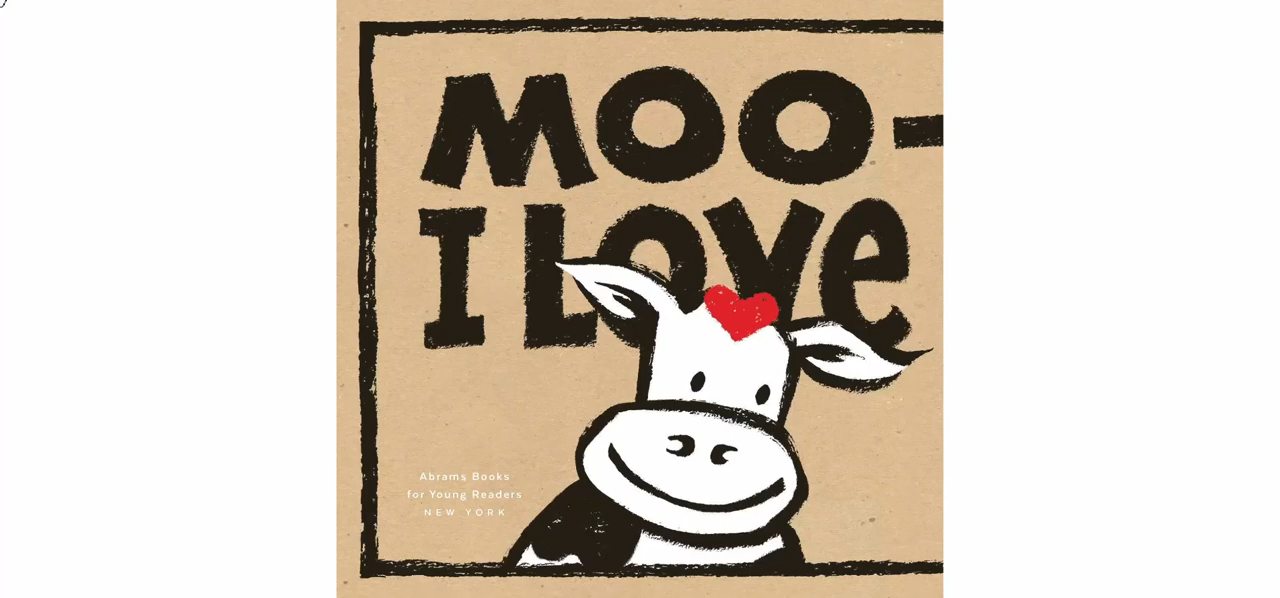 MOO-
I LOVe
Abrams Books
for Young Readers
NEW YORK